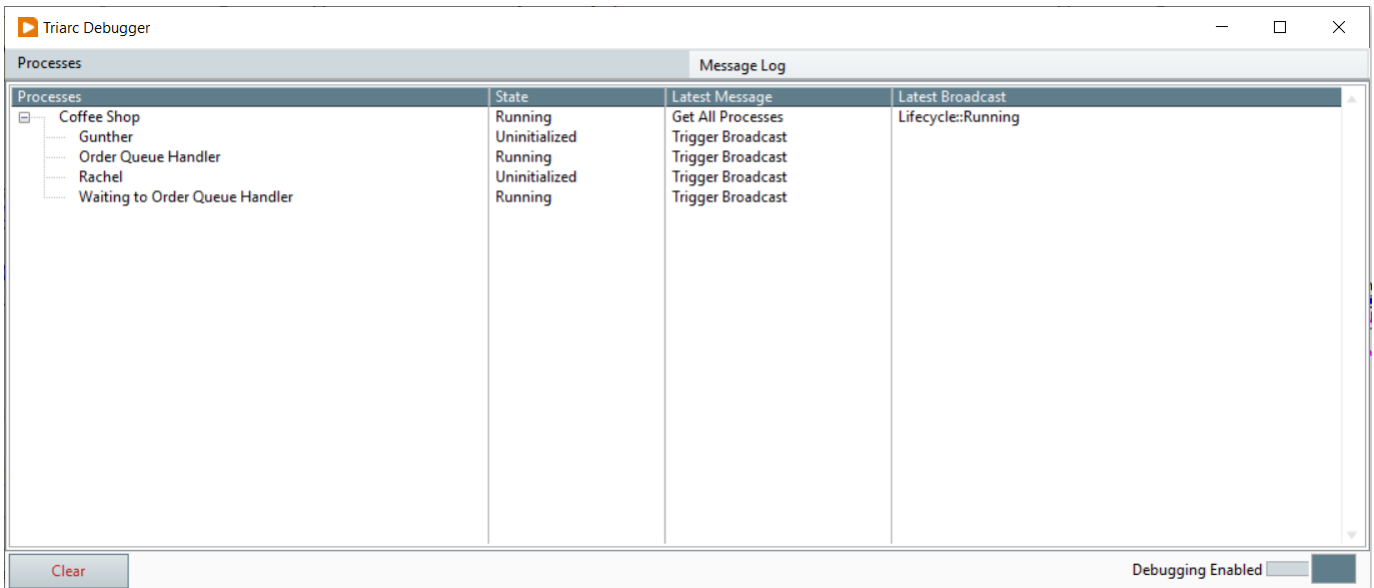 Triarc Debugger
Processes Message Log
Processes State Latest Message Latest Broadcast
Coffee Shop Running Get All Processes Lifecycle::Running
Gunther Uninitialized Trigger Broadcast
Order Queue Handler Running Trigger Broadcast
Rachel Uninitialized Trigger Broadcast
Waiting to Order Queue Handler Running Trigger Broadcast
Clear Debugging Enabled